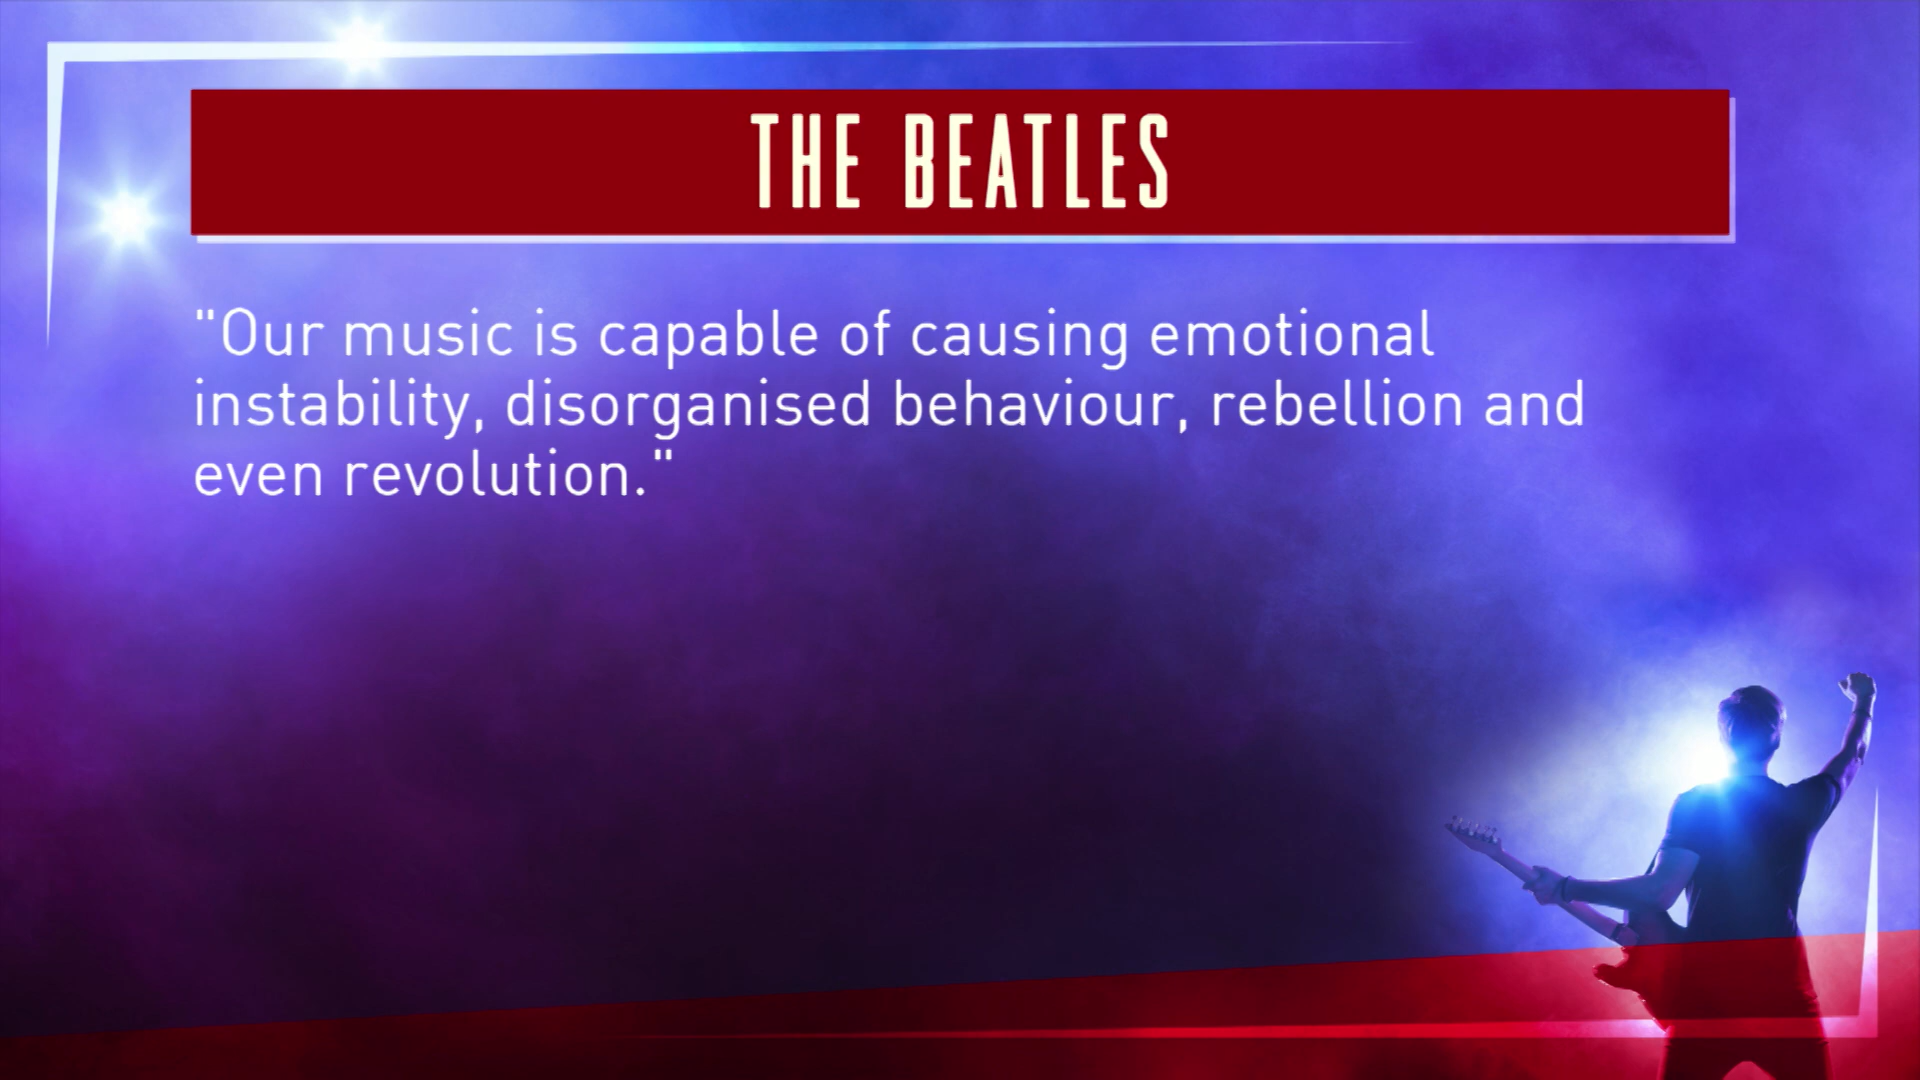 THE BEATLES
"Our music is capable of causing emotional
instability, disorganised behaviour, rebellion and
even revolution."